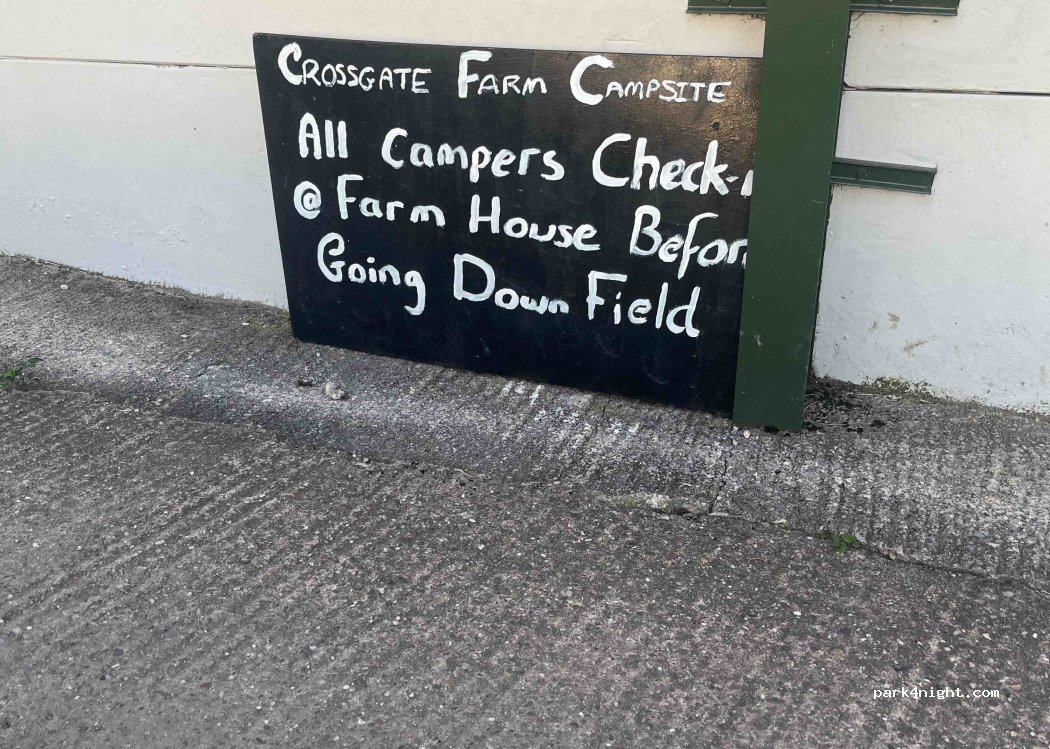 CROSSGATE FARM CAMPSITE
All Campers Check-
@ Farm House Befor
Going Down Field
park4night.com